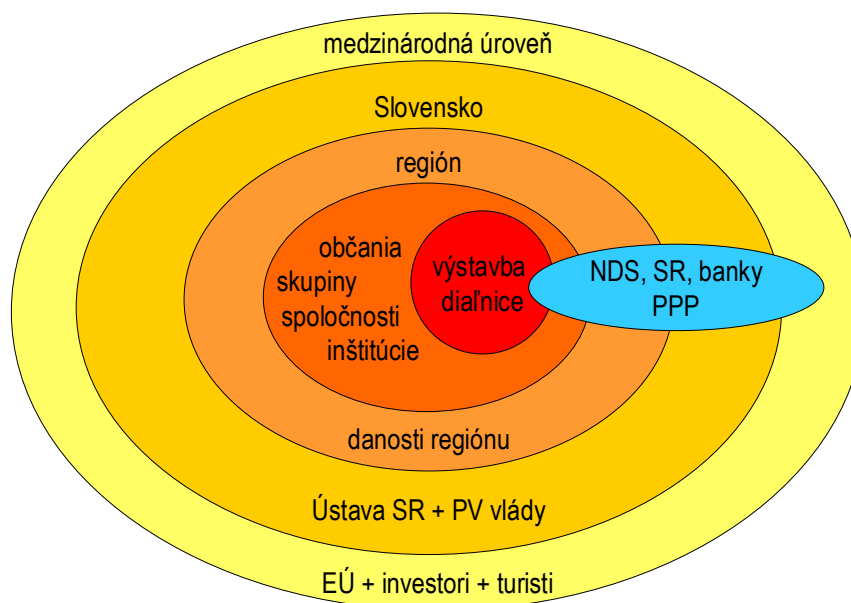 medzinárodná úroveň
Slovensko
región
občania
skupiny
spoločnosti
inštitúcie
výstavba
diaľnice
NDS, SR, banky
PPP
danosti regiónu
Ústava SR + PV vlády
EÚ + investori + turisti